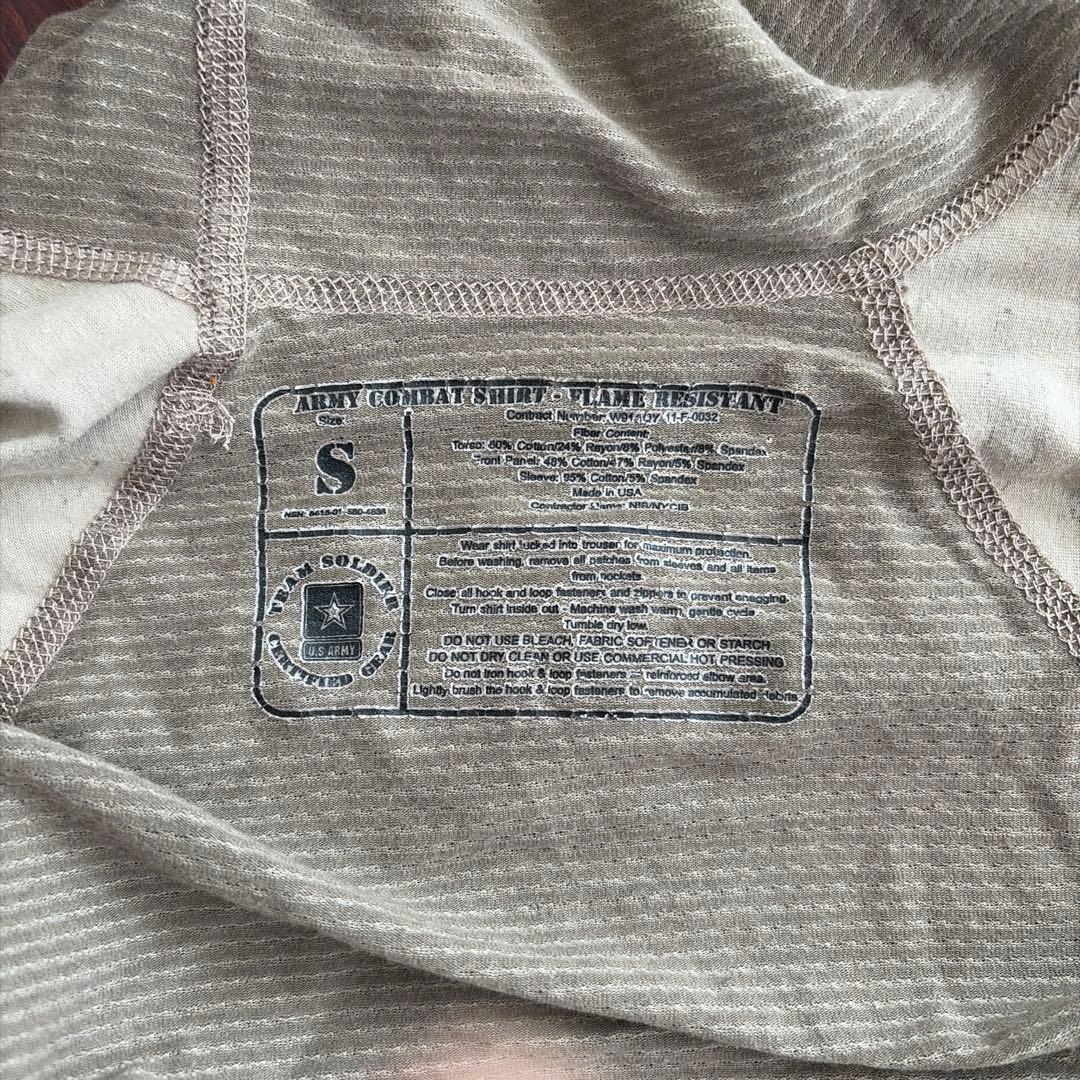 ARMY COMBAT SHIRT - FLAME RESISTANT
Size:
S
Contract Number: W911QY-11-F-0032
Fiber Content
Torso: 60% Cotton/24% Rayon/8% Polyester/8% Spandex
Front Panel: 48% Cotton/47% Rayon/5% Spandex
Sleeve: 95% Cotton/5% Spandex
Made in USA
Contractor Name: NIB/NYCIB
TEAM SOLDIER
U.S ARMY
CERTIFIED GEAR
Wear shirt tucked into trouser for maximum protection.
Before washing, remove all patches from sleeves and all items
from pockets.
Close all hook and loop fasteners and zippers to prevent snagging.
Turn shirt inside out - Machine wash warm, gentle cycle.
Tumble dry low.
DO NOT USE BLEACH, FABRIC SOFTENER OR STARCH
DO NOT DRY CLEAN OR USE COMMERCIAL HOT PRESSING
Do not iron hook & loop fasteners — reinforced elbow area.
Lightly brush the hook & loop fasteners to remove accumulated debris